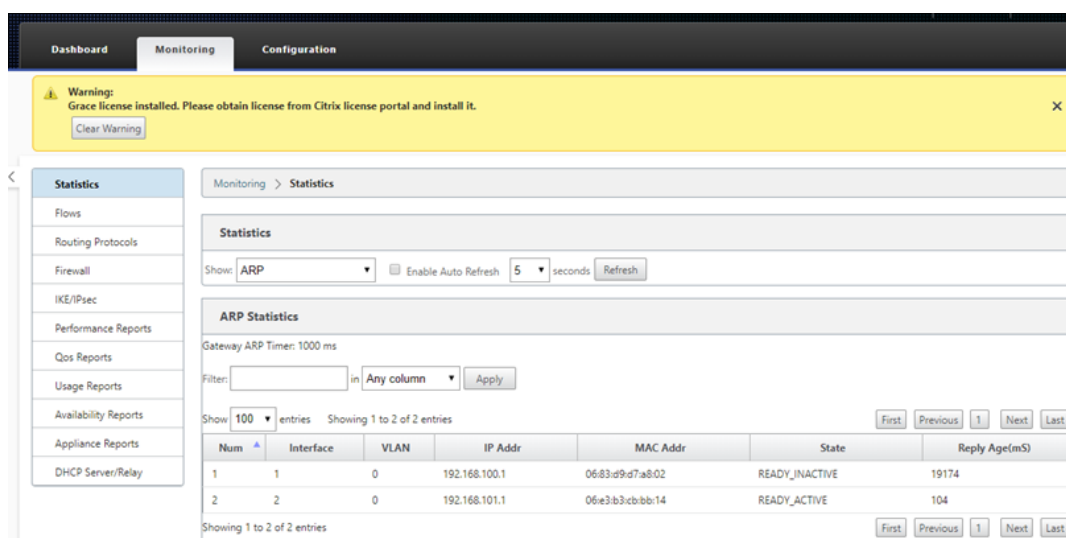 Dashboard Monitoring Configuration
Warning:
Grace license installed. Please obtain license from Citrix license portal and install it.
Clear Warning
Statistics
Flows
Routing Protocols
Firewall
IKE/IPsec
Performance Reports
Qos Reports
Usage Reports
Availability Reports
Appliance Reports
DHCP Server/Relay
Monitoring > Statistics
Statistics
Show: ARP Enable Auto Refresh 5 seconds Refresh
ARP Statistics
Gateway ARP Timer: 1000 ms
Filter: in Any column Apply
Show 100 entries Showing 1 to 2 of 2 entries First Previous 1 Next Last
Num Interface VLAN IP Addr MAC Addr State Reply Age(mS)
1 1 0 192.168.100.1 06:83:d9:d7:a8:02 READY_INACTIVE 19174
2 2 0 192.168.101.1 06:e3:b3:cb:bb:14 READY_ACTIVE 104
Showing 1 to 2 of 2 entries First Previous 1 Next Last